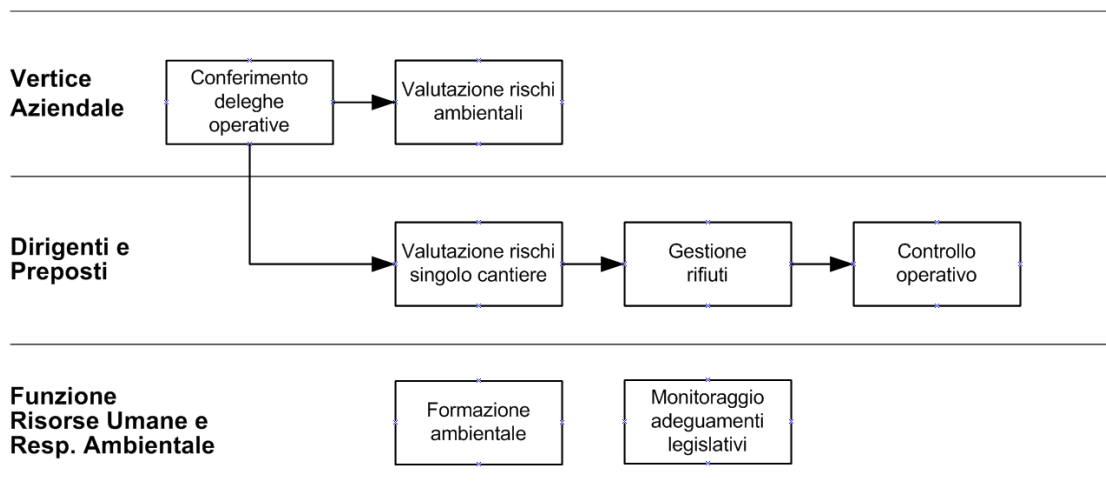 Vertice
Aziendale
Conferimento
deleghe
operative
Valutazione rischi
ambientali
Dirigenti e
Preposti
Valutazione rischi
singolo cantiere
Gestione
rifiuti
Controllo
operativo
Funzione
Risorse Umane e
Resp. Ambientale
Formazione
ambientale
Monitoraggio
adeguamenti
legislativi